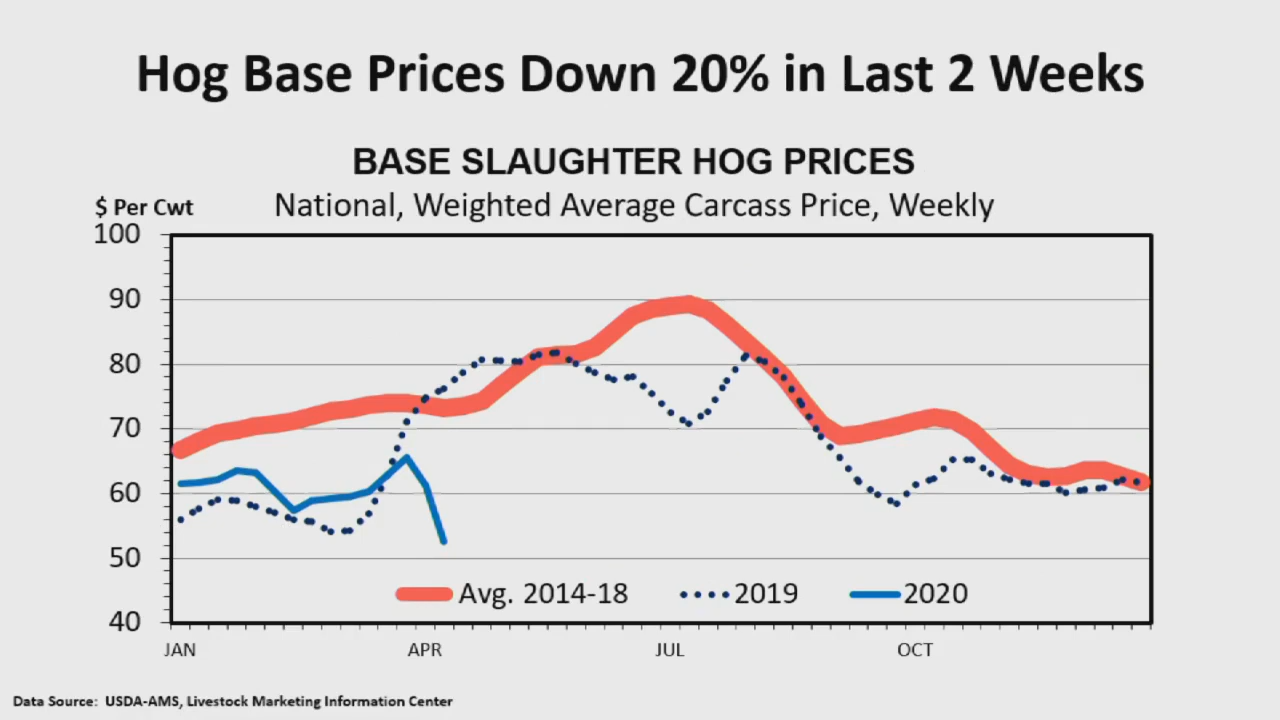 Hog Base Prices Down 20% in Last 2 Weeks
BASE SLAUGHTER HOG PRICES
$ Per Cwt
National, Weighted Average Carcass Price, Weekly
100
90
80
70
60
50
40
Avg. 2014-18
2019
2020
JAN
APR
JUL
OCT
Data Source: USDA-AMS, Livestock Marketing Information Center